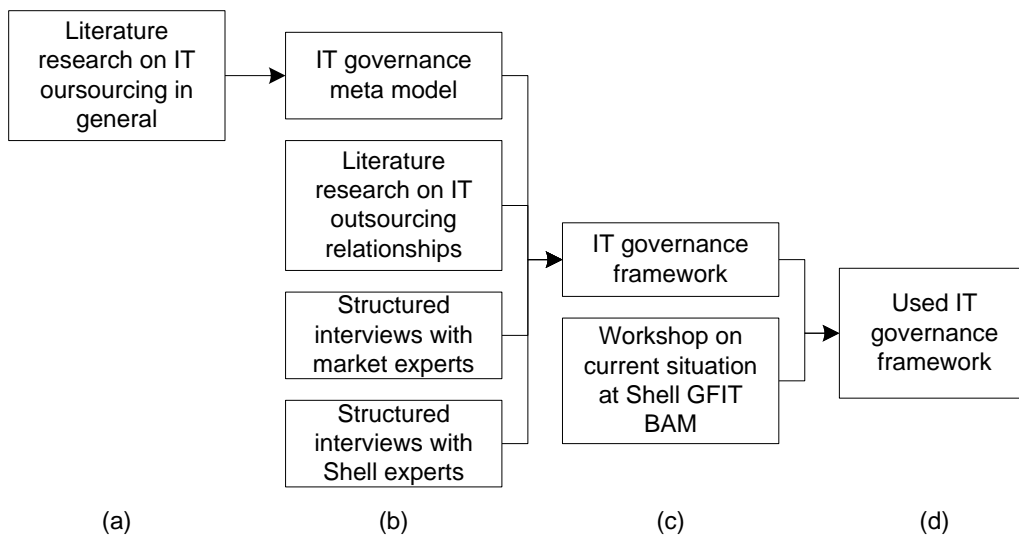 Literature
research on IT
oursourcing in
general
IT governance
meta model
Literature
research on IT
outsourcing
relationships
Structured
interviews with
market experts
Structured
interviews with
Shell experts
IT governance
framework
Workshop on
current situation
at Shell GFIT
BAM
Used IT
governance
framework
(a)
(b)
(c)
(d)